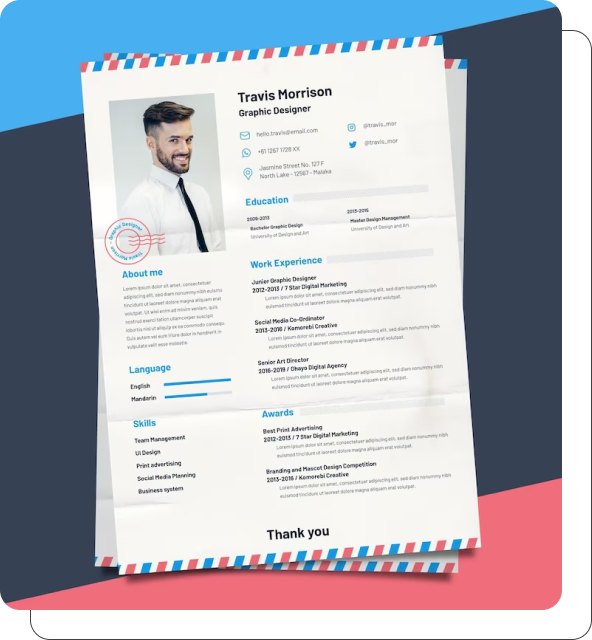 Travis Morrison
Graphic Designer
hello.travis@email.com
+61 1267 1728 XX
Jasmine Street No. 127 F
North Lake - 12567 - Malaka
@travis_mor
@travis_mor
Graphic Designer
Travis Morrison
About me
Lorem ipsum dolor sit amet, consectetuer
adipiscing elit, sed diam nonummy nibh euismod
tincidunt ut laoreet dolore magna aliquam erat
volutpat. Ut wisi enim ad minim veniam, quis
nostrud exerci tation ullamcorper suscipit
lobortis nisl ut aliquip ex ea commodo consequat.
Duis autem vel eum iriure dolor in hendrerit in
vulputate velit esse molestie.
Language
English
Mandarin
Skills
Team Management
Ui Design
Print advertising
Social Media Planning
Business system
Education
2009-2013
Bachelor Graphic Design
University of Design and Art
2013-2015
Master Design Management
University of Design and Art
Work Experience
Junior Graphic Designer
2012-2013 / 7 Star Digital Marketing
Lorem ipsum dolor sit amet, consectetuer adipiscing elit, sed diam nonummy nibh
euismod tincidunt ut laoreet dolore magna aliquam erat volutpat.
Social Media Co-Ordinator
2013-2016 / Komorebi Creative
Lorem ipsum dolor sit amet, consectetuer adipiscing elit, sed diam nonummy nibh
euismod tincidunt ut laoreet dolore magna aliquam erat volutpat.
Senior Art Director
2016-2019 / Ohayo Digital Agency
Lorem ipsum dolor sit amet, consectetuer adipiscing elit, sed diam nonummy nibh
euismod tincidunt ut laoreet dolore magna aliquam erat volutpat.
Awards
Best Print Advertising
2012-2013 / 7 Star Digital Marketing
Lorem ipsum dolor sit amet, consectetuer adipiscing elit, sed diam nonummy nibh
euismod tincidunt ut laoreet dolore magna aliquam erat volutpat.
Branding and Mascot Design Competition
2013-2016 / Komorebi Creative
Lorem ipsum dolor sit amet, consectetuer adipiscing elit, sed diam nonummy nibh
euismod tincidunt ut laoreet dolore magna aliquam erat volutpat.
Thank you